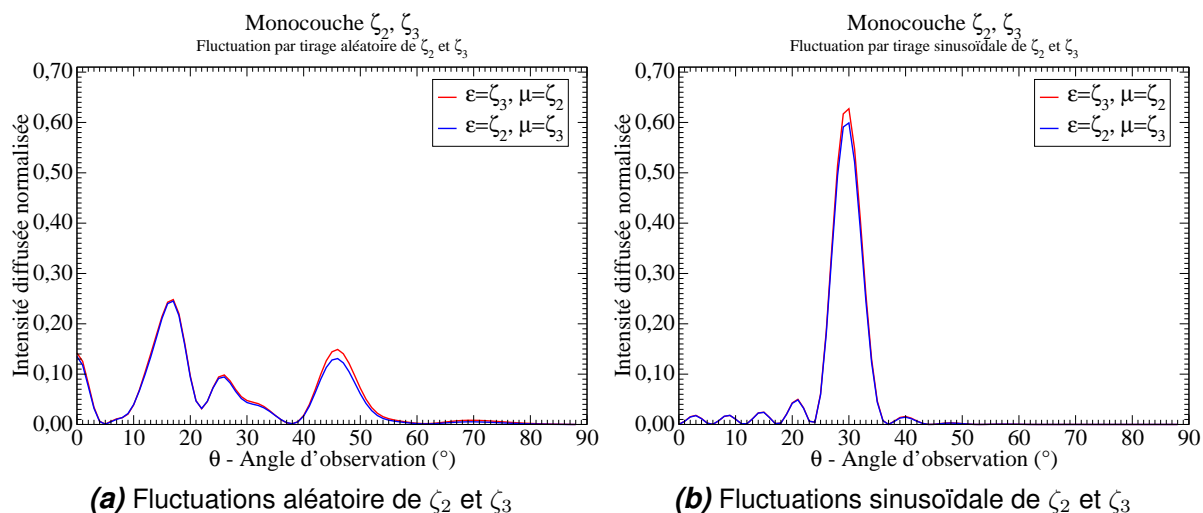 Monocouche ζ2, ζ3
Fluctuation par tirage aléatoire de ζ2 et ζ3
Intensité diffusée normalisée
0,70
0,60
0,50
0,40
0,30
0,20
0,10
0,00
0 10 20 30 40 50 60 70 80 90
θ - Angle d'observation (°)
ε=ζ3, μ=ζ2
ε=ζ2, μ=ζ3
(a) Fluctuations aléatoire de ζ2 et ζ3
Monocouche ζ2, ζ3
Fluctuation par tirage sinusoïdale de ζ2 et ζ3
Intensité diffusée normalisée
0,70
0,60
0,50
0,40
0,30
0,20
0,10
0,00
0 10 20 30 40 50 60 70 80 90
θ - Angle d'observation (°)
ε=ζ3, μ=ζ2
ε=ζ2, μ=ζ3
(b) Fluctuations sinusoïdale de ζ2 et ζ3